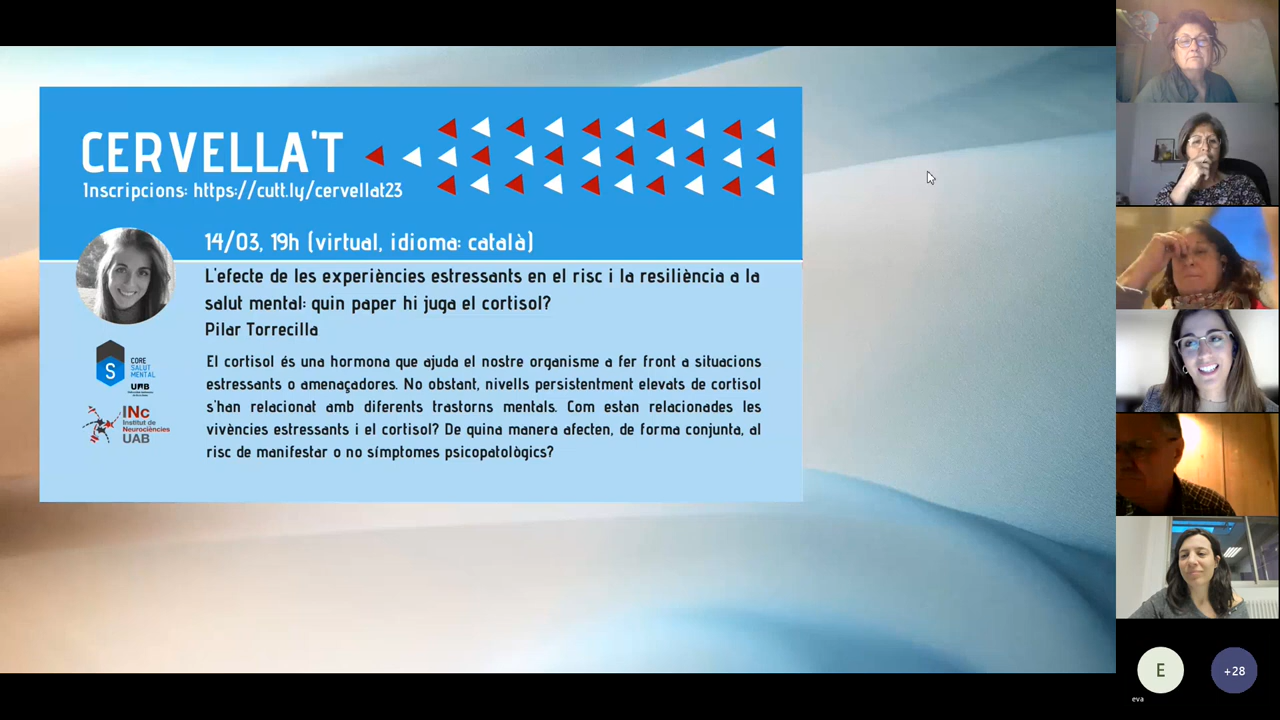 CERVELLA'T
Inscripcions: https://cutt.ly/cervellat23
14/03, 19h (virtual, idioma: català)
L'efecte de les experiències estressants en el risc i la resiliència a la
salut mental: quin paper hi juga el cortisol?
Pilar Torrecilla
El cortisol és una hormona que ajuda el nostre organisme a fer front a situacions
estressants o amenaçadores. No obstant, nivells persistentment elevats de cortisol
s'han relacionat amb diferents trastorns mentals. Com estan relacionades les
vivències estressants i el cortisol? De quina manera afecten, de forma conjunta, al
risc de manifestar o no símptomes psicopatològics?
S
CORE
SALUT
MENTAL
UAB
INc
Institut de
Neurociències
UAB
E
eva
+28